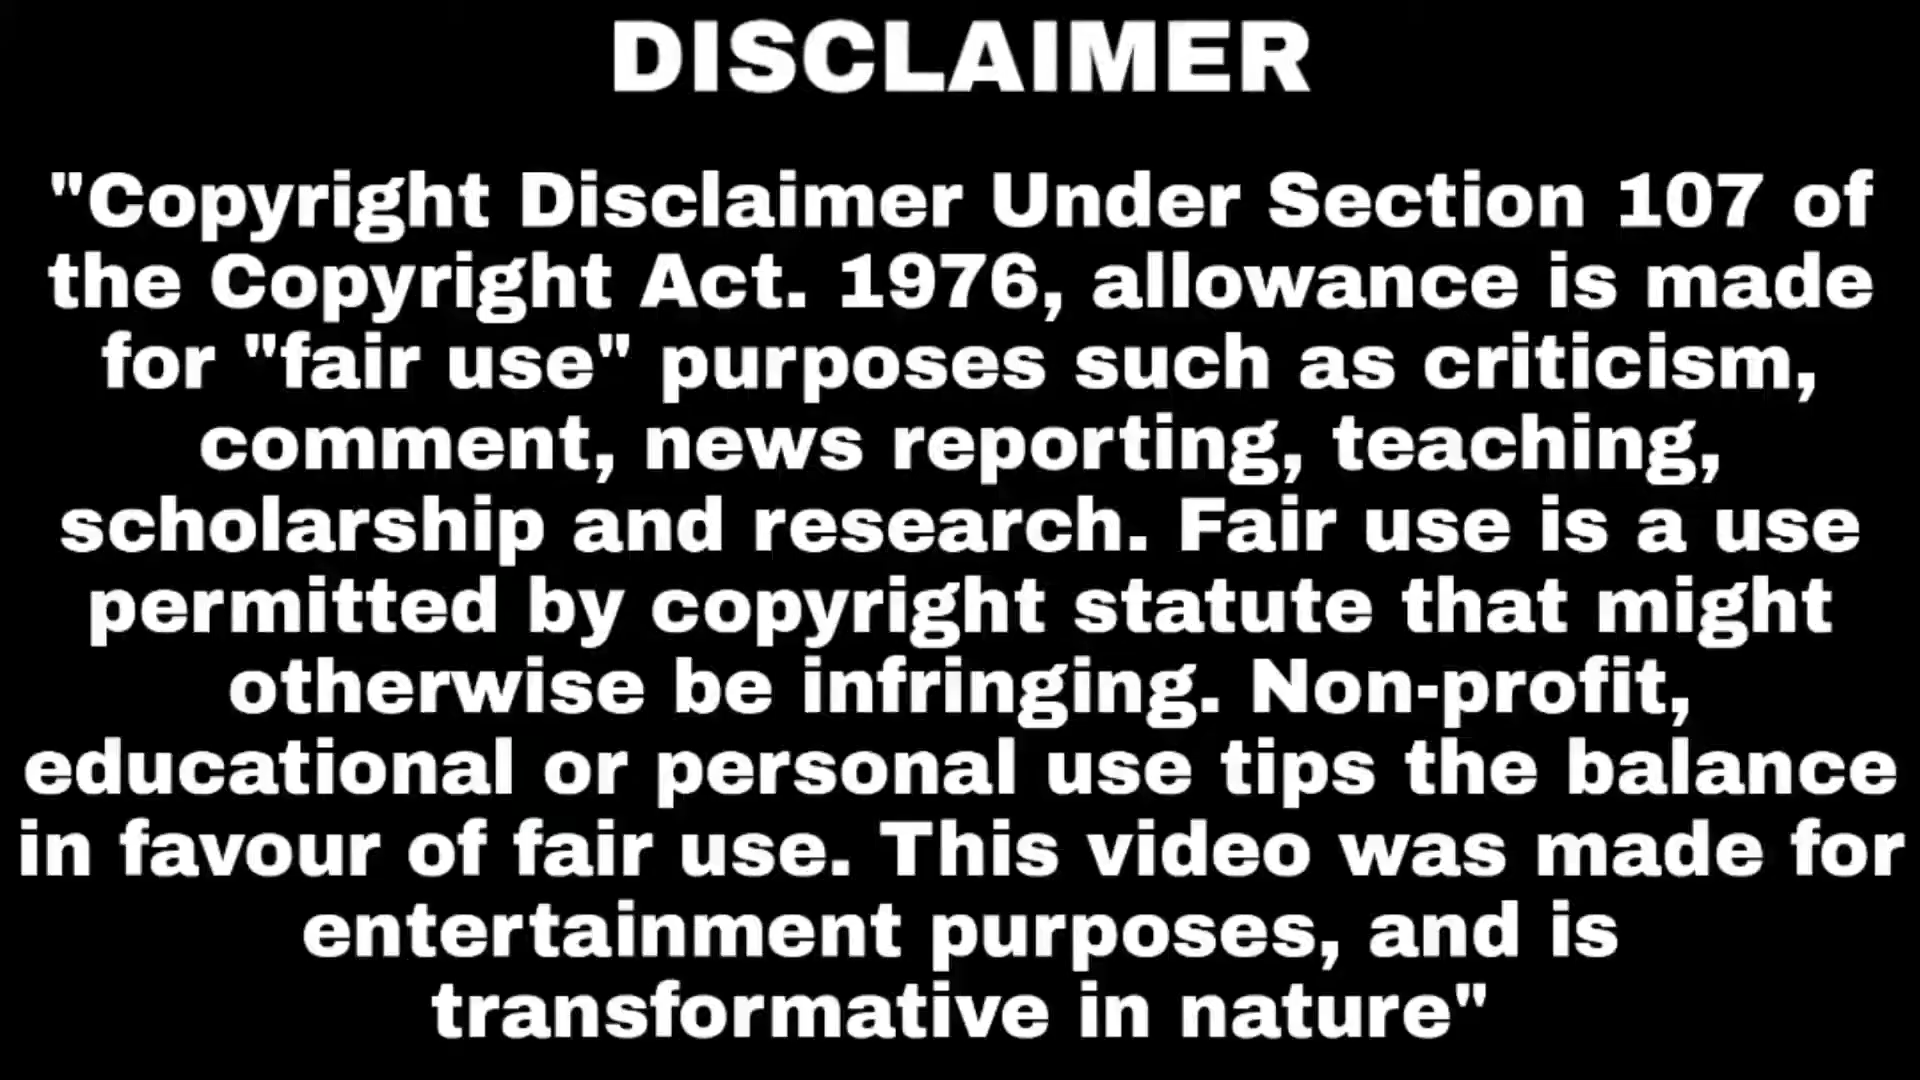 DISCLAIMER
"Copyright Disclaimer Under Section 107 of
the Copyright Act. 1976, allowance is made
for "fair use" purposes such as criticism,
comment, news reporting, teaching,
scholarship and research. Fair use is a use
permitted by copyright statute that might
otherwise be infringing. Non-profit,
educational or personal use tips the balance
in favour of fair use. This video was made for
entertainment purposes, and is
transformative in nature"